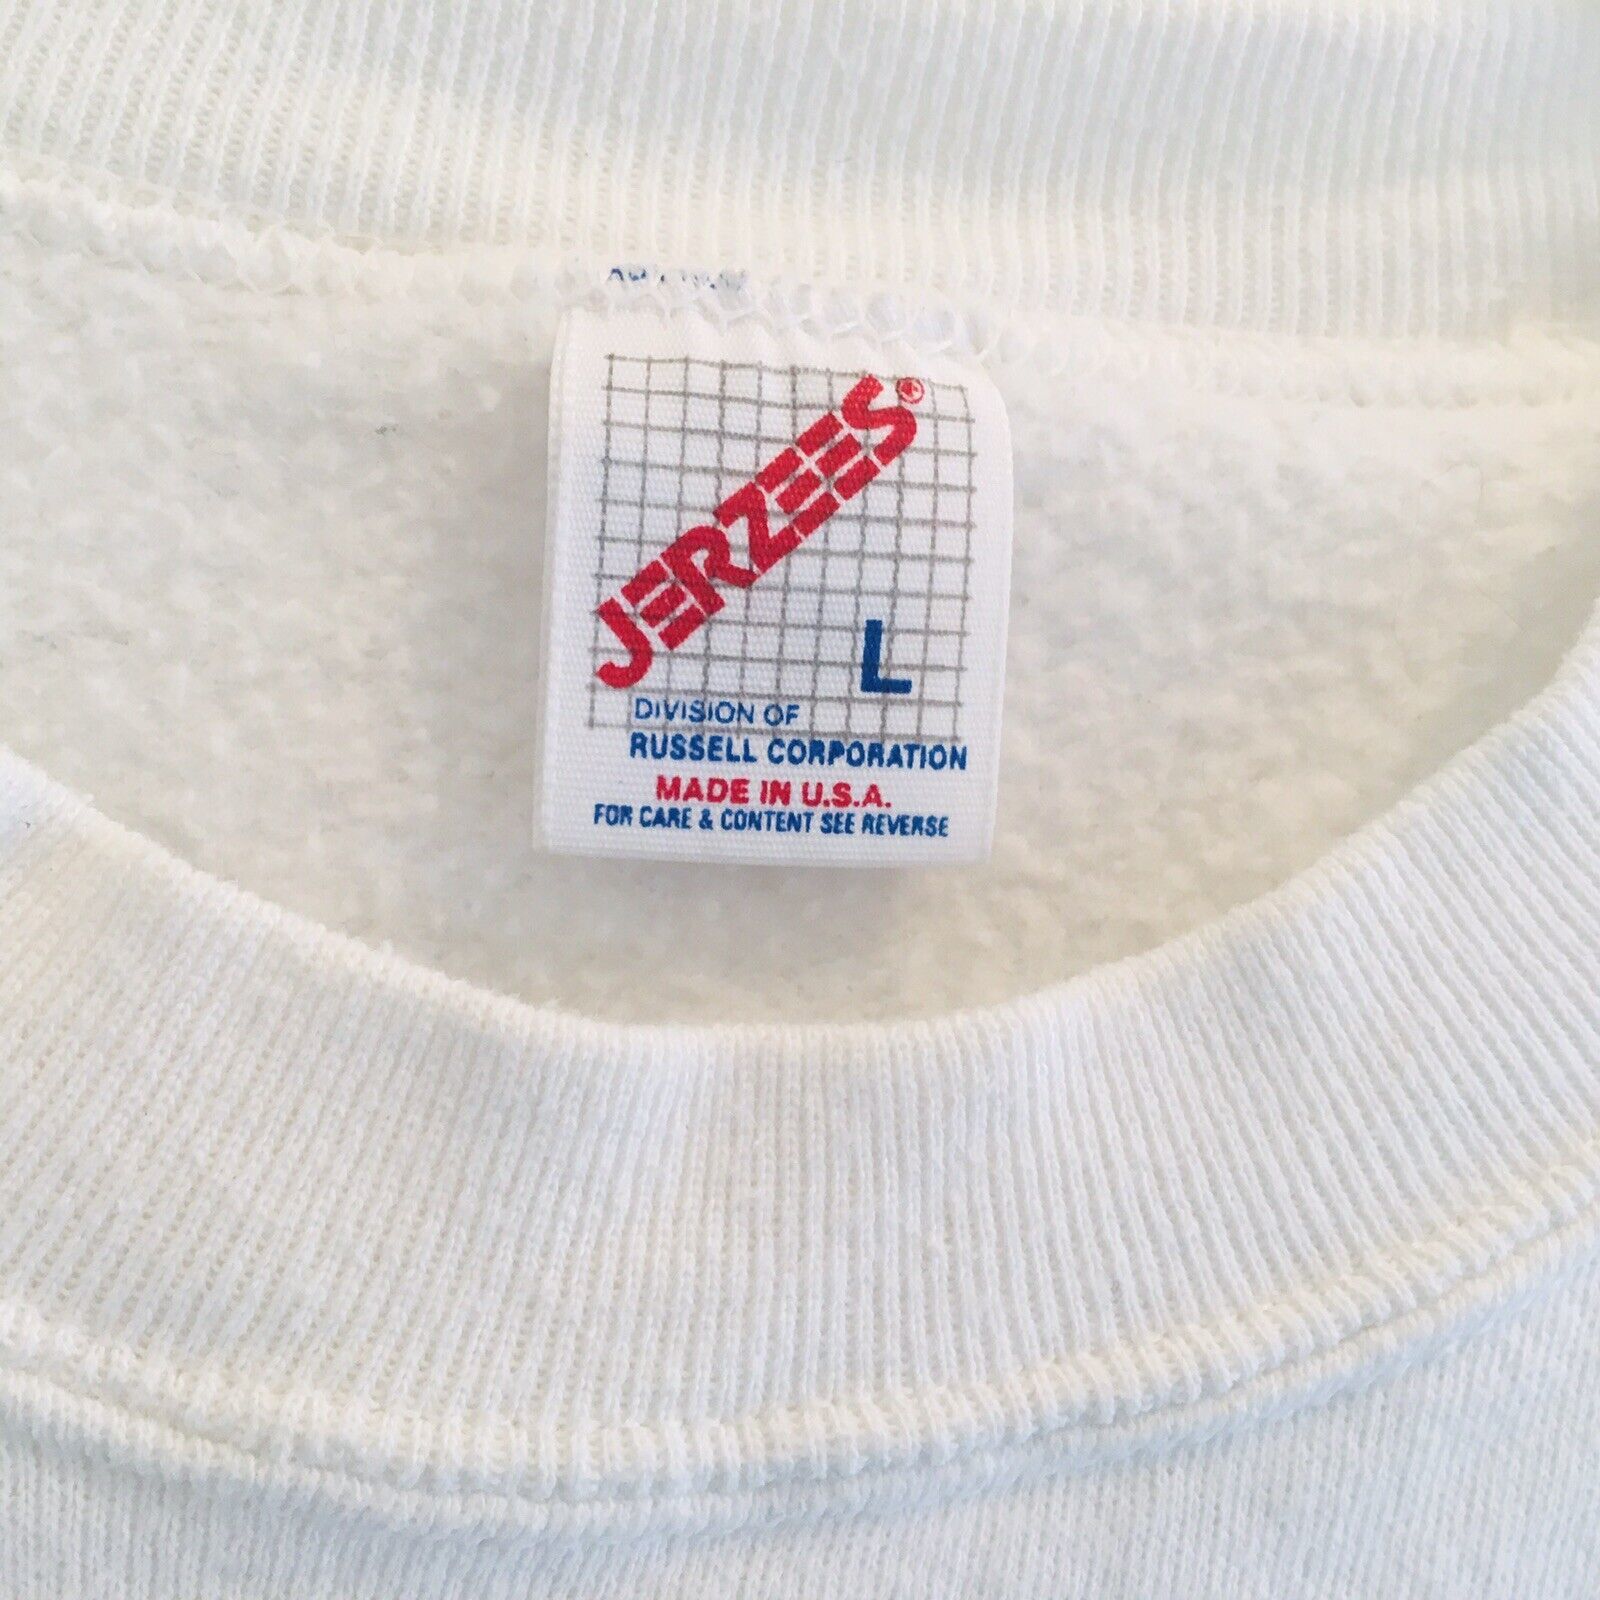 JERZEES®
L
DIVISION OF
RUSSELL CORPORATION
MADE IN U.S.A.
FOR CARE & CONTENT SEE REVERSE